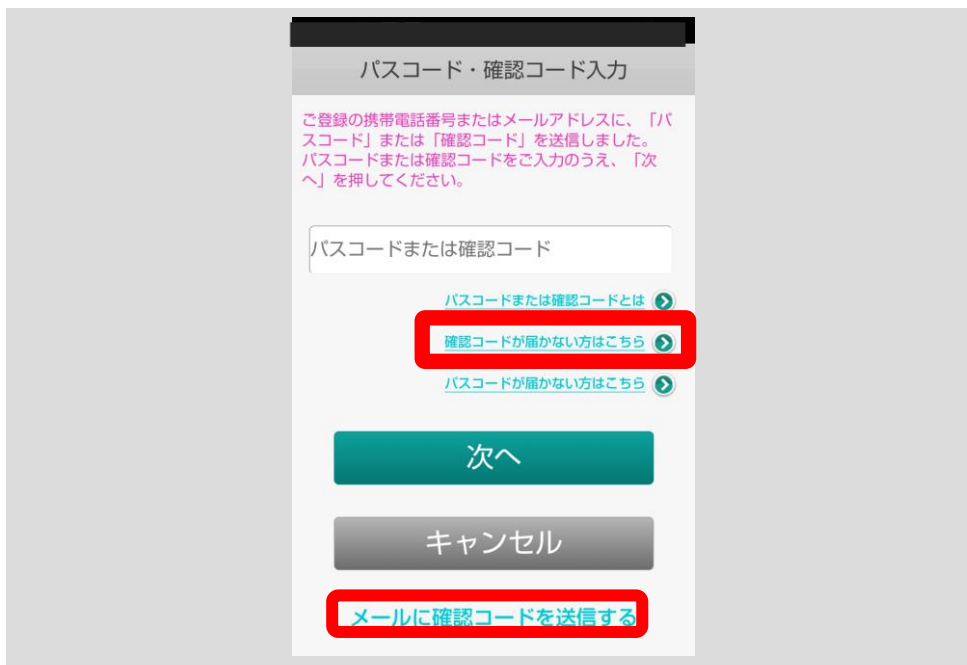 パスコード・確認コード入力
ご登録の携帯電話番号またはメールアドレスに、「パ
スコード」または「確認コード」を送信しました。
パスコードまたは確認コードをご入力のうえ、「次
へ」を押してください。
パスコードまたは確認コード
パスコードまたは確認コードとは
確認コードが届かない方はこちら
パスコードが届かない方はこちら
次へ
キャンセル
メールに確認コードを送信する